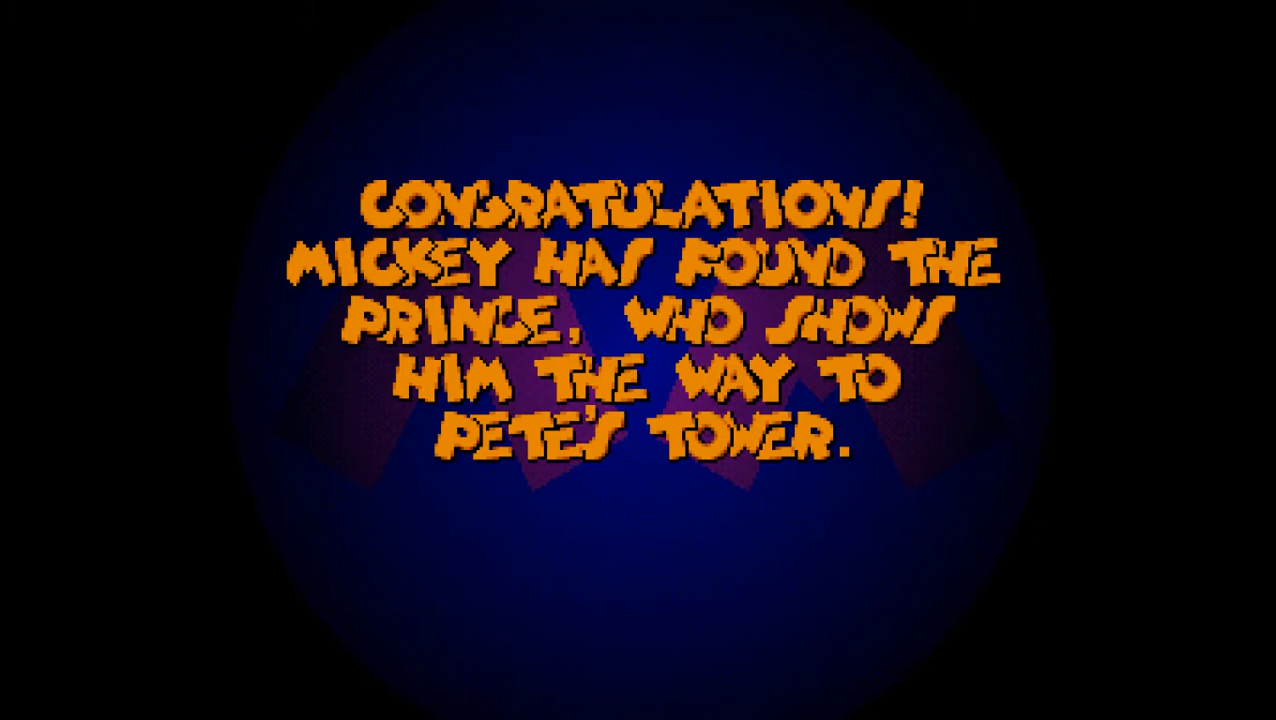 CONGRATULATIONS!
MICKEY HAS FOUND THE
PRINCE, WHO SHOWS
HIM THE WAY TO
PETE'S TOWER.